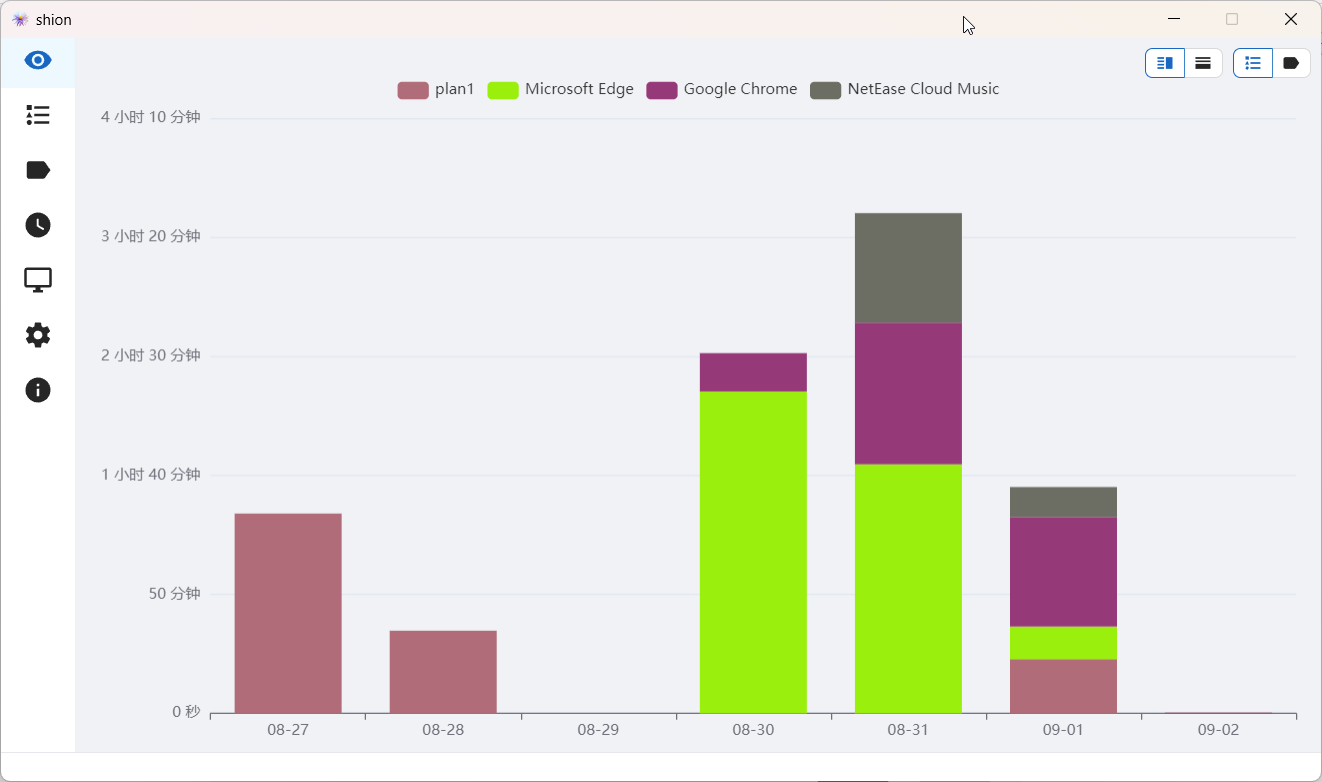 shion
plan1 Microsoft Edge Google Chrome NetEase Cloud Music
4 小时 10 分钟
3 小时 20 分钟
2 小时 30 分钟
1 小时 40 分钟
50 分钟
0 秒
08-27 08-28 08-29 08-30 08-31 09-01 09-02